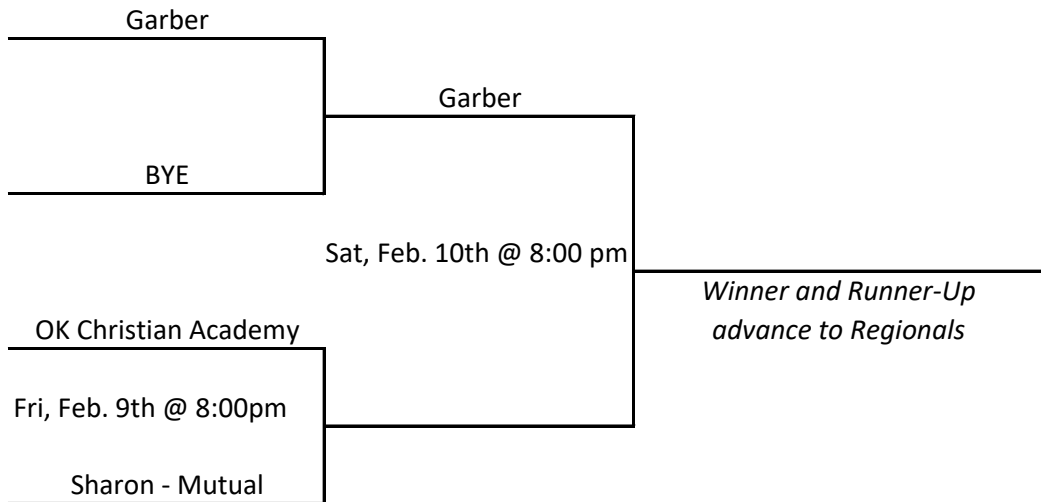 Garber
Garber
BYE
Sat, Feb. 10th @ 8:00 pm
Winner and Runner-Up
advance to Regionals
OK Christian Academy
Fri, Feb. 9th @ 8:00pm
Sharon - Mutual